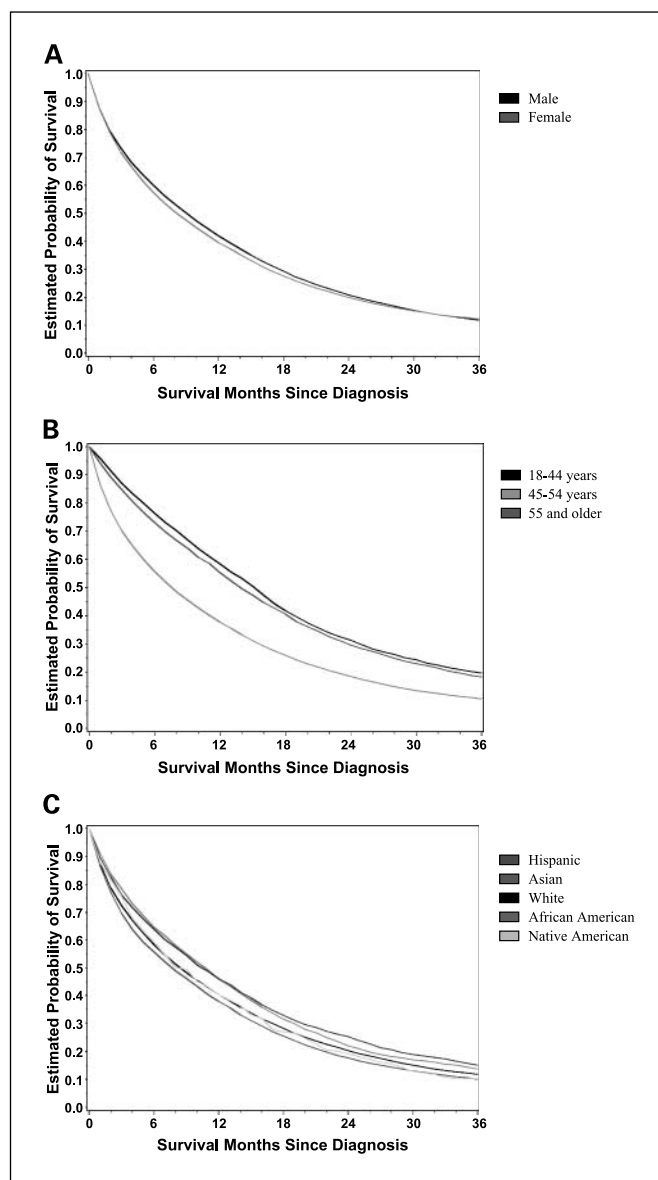 A
1.0
0.9
0.8
0.7
0.6
0.5
0.4
0.3
0.2
0.1
0.0
Estimated Probability of Survival
0 6 12 18 24 30 36
Survival Months Since Diagnosis
Male
Female
B
1.0
0.9
0.8
0.7
0.6
0.5
0.4
0.3
0.2
0.1
0.0
Estimated Probability of Survival
0 6 12 18 24 30 36
Survival Months Since Diagnosis
18-44 years
45-54 years
55 and older
C
1.0
0.9
0.8
0.7
0.6
0.5
0.4
0.3
0.2
0.1
0.0
Estimated Probability of Survival
0 6 12 18 24 30 36
Survival Months Since Diagnosis
Hispanic
Asian
White
African American
Native American